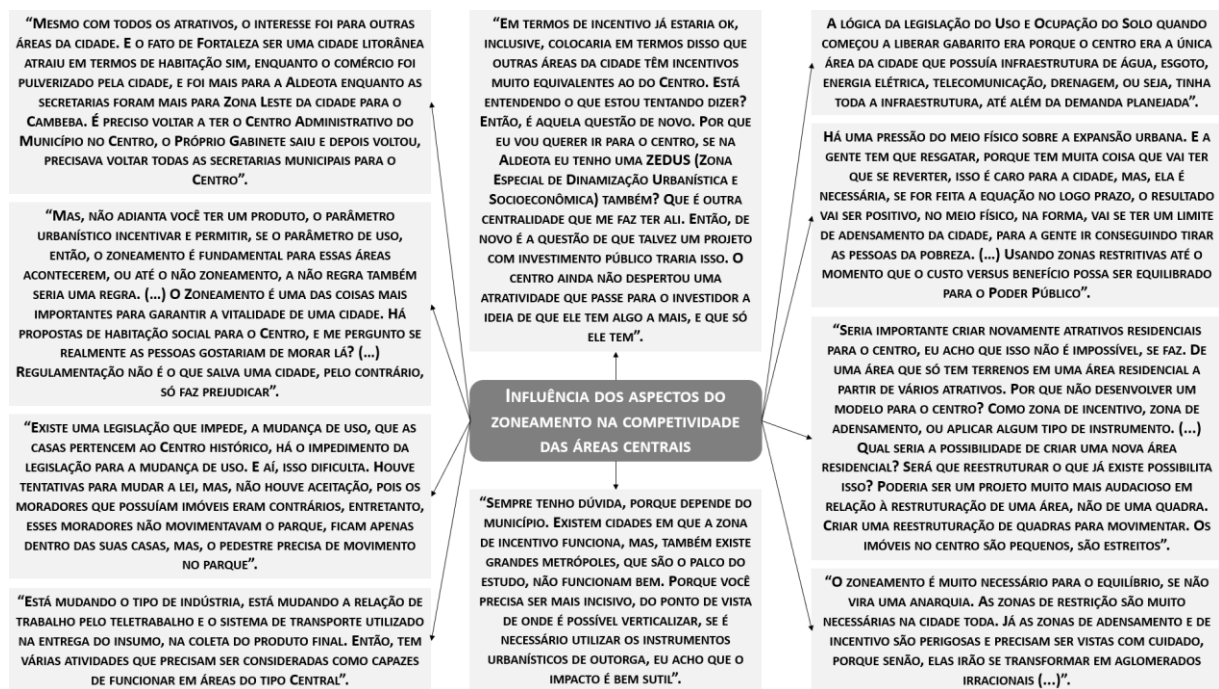 “Mesmo com todos os atrativos, o interesse foi para outras
áreas da cidade. E o fato de Fortaleza ser uma cidade litorânea
atraiu em termos de habitação sim, enquanto o comércio foi
pulverizado pela cidade, e foi mais para a Aldeota enquanto as
secretarias foram mais para Zona Leste da cidade para o
Cambeba. É preciso voltar a ter o Centro Administrativo do
Município no Centro, o Próprio Gabinete saiu e depois voltou,
precisava voltar todas as secretarias municipais para o
Centro”.
“Mas, não adianta você ter um produto, o parâmetro
urbanístico incentivar e permitir, se o parâmetro de uso,
então, o zoneamento é fundamental para essas áreas
acontecerem, ou até o não zoneamento, a não regra também
seria uma regra. (...) O Zoneamento é uma das coisas mais
importantes para garantir a vitalidade de uma cidade. Há
propostas de habitação social para o Centro, e me pergunto se
realmente as pessoas gostariam de morar lá? (...)
Regulamentação não é o que salva uma cidade, pelo contrário,
só faz prejudicar”.
“Existe uma legislação que impede, a mudança de uso, que as
casas pertencem ao Centro histórico, há o impedimento da
legislação para a mudança de uso. E aí, isso dificulta. Houve
tentativas para mudar a lei, mas, não houve aceitação, pois os
moradores que possuíam imóveis eram contrários, entretanto,
esses moradores não movimentavam o parque, ficam apenas
dentro das suas casas, mas, o pedestre precisa de movimento
no parque”.
“Está mudando o tipo de indústria, está mudando a relação de
trabalho pelo teletrabalho e o sistema de transporte utilizado
na entrega do insumo, na coleta do produto final. Então, tem
várias atividades que precisam ser consideradas como capazes
de funcionar em áreas do tipo Central”.
“Em termos de incentivo já estaria ok,
inclusive, colocaria em termos disso que
outras áreas da cidade têm incentivos
muito equivalentes ao do Centro. Está
entendendo o que estou tentando dizer?
Então, é aquela questão de novo. Por que
eu vou querer ir para o centro, se na
Aldeota eu tenho uma ZEDUS (Zona
Especial de Dinamização Urbanística e
Socioeconômica) também? Que é outra
centralidade que me faz ter ali. Então, de
novo é a questão de que talvez um projeto
com investimento público traria isso. O
centro ainda não despertou uma
atratividade que passe para o investidor a
ideia de que ele tem algo a mais, e que só
ele tem”.
Influência dos aspectos do
zoneamento na competividade
das áreas centrais
“Sempre tenho dúvida, porque depende do
município. Existem cidades em que a zona
de incentivo funciona, mas, também existe
grandes metrópoles, que são o palco do
estudo, não funcionam bem. Porque você
precisa ser mais incisivo, do ponto de vista
de onde é possível verticalizar, se é
necessário utilizar os instrumentos
urbanísticos de outorga, eu acho que o
impacto é bem sutil”.
A lógica da legislação do Uso e Ocupação do Solo quando
começou a liberar gabarito era porque o centro era a única
área da cidade que possuía infraestrutura de água, esgoto,
energia elétrica, telecomunicação, drenagem, ou seja, tinha
toda a infraestrutura, até além da demanda planejada”.
Há uma pressão do meio físico sobre a expansão urbana. E a
gente tem que resgatar, porque tem muita coisa que vai ter
que se reverter, isso é caro para a cidade, mas, ela é
necessária, se for feita a equação no logo prazo, o resultado
vai ser positivo, no meio físico, na forma, vai se ter um limite
de adensamento da cidade, para a gente ir conseguindo tirar
as pessoas da pobreza. (...) Usando zonas restritivas até o
momento que o custo versus benefício possa ser equilibrado
para o Poder Público”.
“Seria importante criar novamente atrativos residenciais
para o centro, eu acho que isso não é impossível, se faz. De
uma área que só tem terrenos em uma área residencial a
partir de vários atrativos. Por que não desenvolver um
modelo para o centro? Como zona de incentivo, zona de
adensamento, ou aplicar algum tipo de instrumento. (...)
Qual seria a possibilidade de criar uma nova área
residencial? Será que reestruturar o que já existe possibilita
isso? Poderia ser um projeto muito mais audacioso em
relação à restruturação de uma área, não de uma quadra.
Criar uma reestruturação de quadras para movimentar. Os
imóveis no centro são pequenos, são estreitos”.
“O zoneamento é muito necessário para o equilíbrio, se não
vira uma anarquia. As zonas de restrição são muito
necessárias na cidade toda. Já as zonas de adensamento e de
incentivo são perigosas e precisam ser vistas com cuidado,
porque senão, elas irão se transformar em aglomerados
irracionais (...)”.